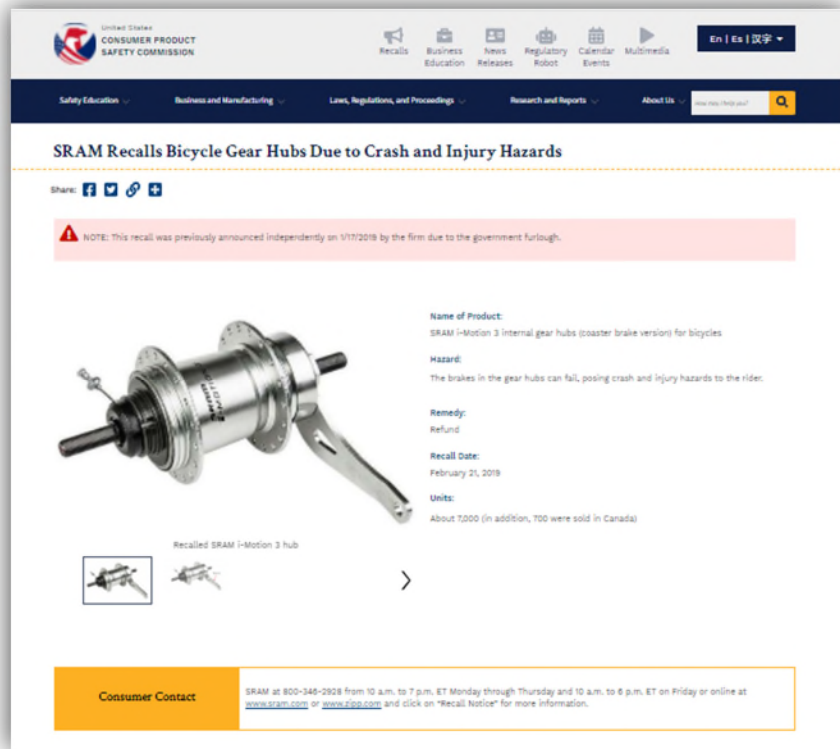 United States
CONSUMER PRODUCT
SAFETY COMMISSION
Recalls
Business
Education
News
Releases
Regulatory
Robot
Calendar
Events
Multimedia
En | Es | 汉字
Safety Education
Business and Manufacturing
Laws, Regulations, and Proceedings
Research and Reports
About Us
How may I help you?
SRAM Recalls Bicycle Gear Hubs Due to Crash and Injury Hazards
Share:
NOTE: This recall was previously announced independently on 1/17/2019 by the firm due to the government furlough.
SRAM
i MOTION 3
Name of Product:
SRAM i-Motion 3 internal gear hubs (coaster brake version) for bicycles
Hazard:
The brakes in the gear hubs can fail, posing crash and injury hazards to the rider.
Remedy:
Refund
Recall Date:
February 21, 2019
Units:
About 7,000 (in addition, 700 were sold in Canada)
Recalled SRAM i-Motion 3 hub
Consumer Contact
SRAM at 800-346-2928 from 10 a.m. to 7 p.m. ET Monday through Thursday and 10 a.m. to 6 p.m. ET on Friday or online at
www.sram.com or www.zipp.com and click on "Recall Notice" for more information.